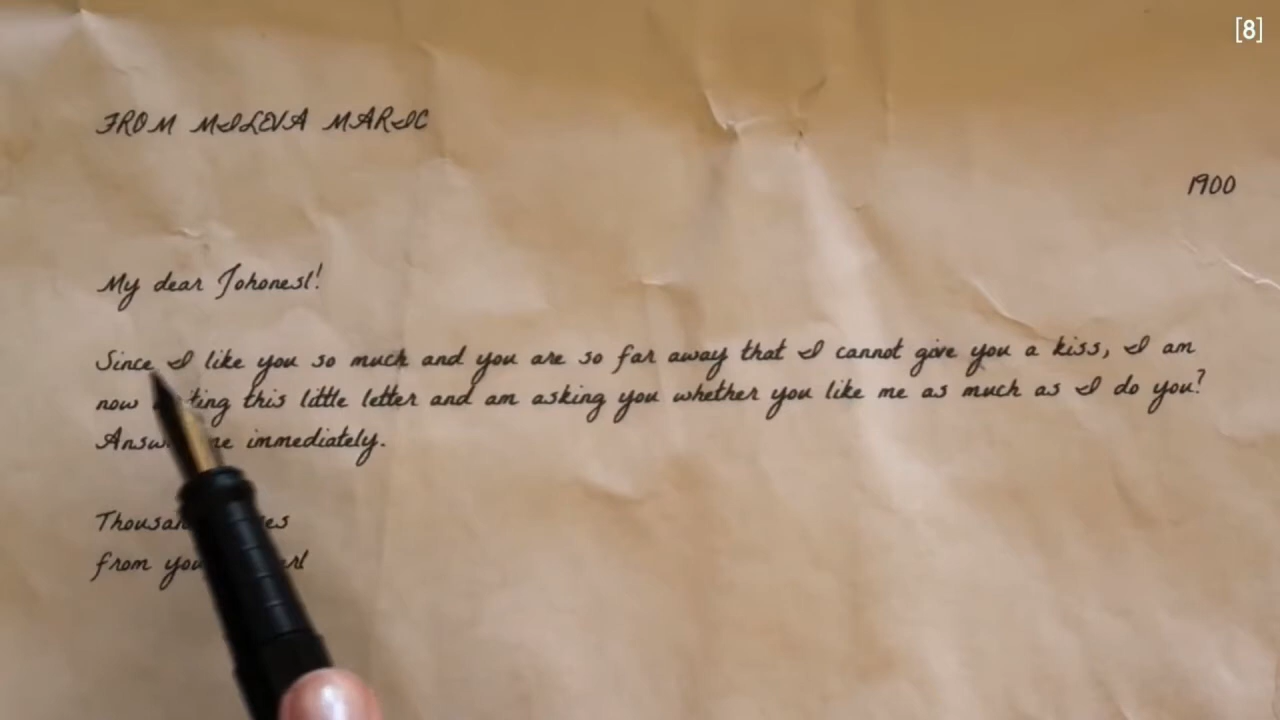 [8]
FROM MILEVA MARIC
1900
My dear Johonesl!
Since I like you so much and you are so far away that I cannot give you a kiss, I am
now this little letter and am asking you whether you like me as much as I do you?
immediately.
from